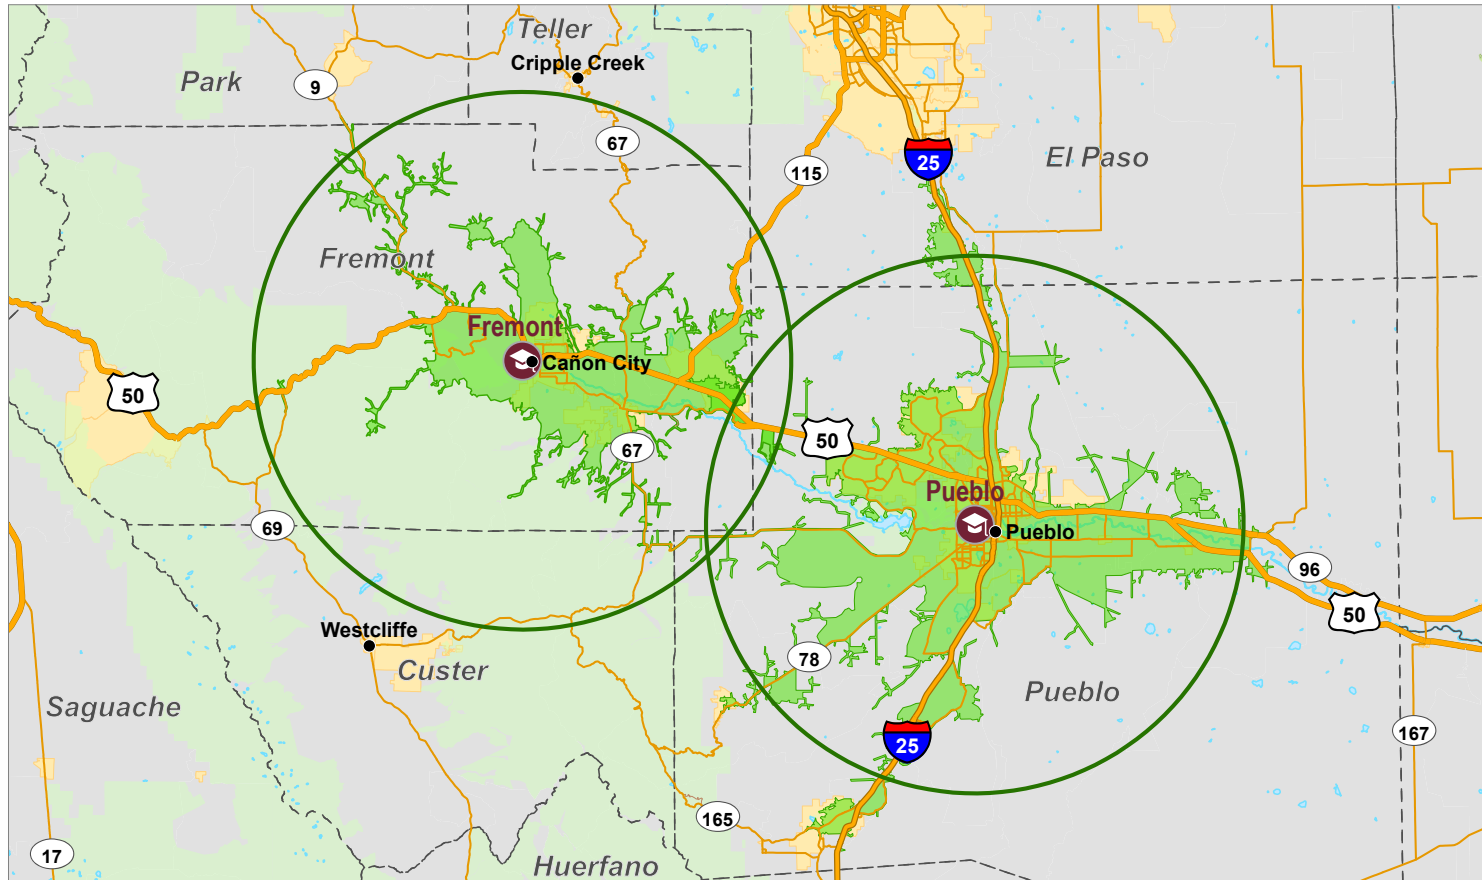 Teller
Cripple Creek
Park
9
67
115
25
El Paso
Fremont
Fremont
Cañon City
50
50
67
Pueblo
Pueblo
69
96
50
Westcliffe
Custer
78
Pueblo
Saguache
25
167
165
17
Huerfano